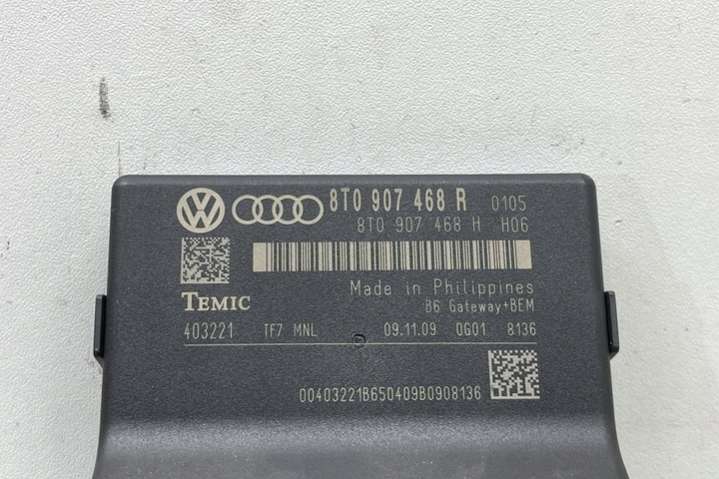 8T0 907 468 R 0105
8T0 907 468 H H06
TEMIC
Made in Philippines
B6 Gateway+BEM
403221 TF7 MNL 09.11.09 0G01 8136
00403221B650409B0908136